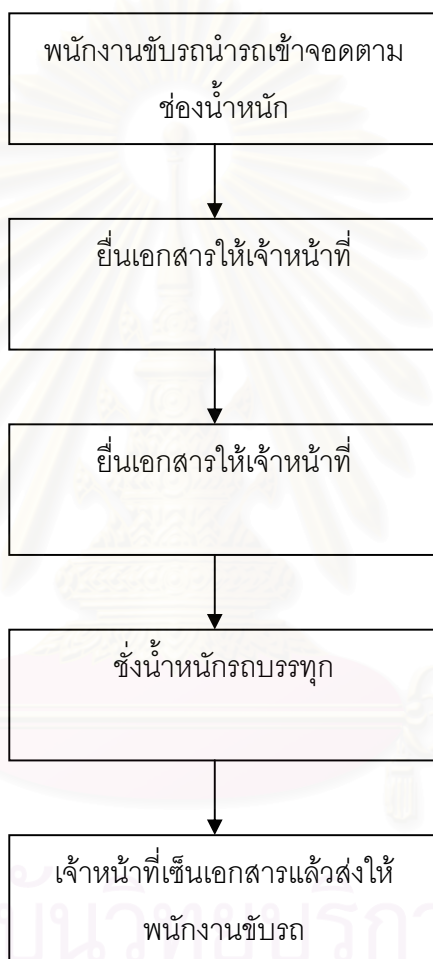 พนักงานขับรถนำรถเข้าจอดตาม
ช่องน้ำหนัก
ยื่นเอกสารให้เจ้าหน้าที่
ยื่นเอกสารให้เจ้าหน้าที่
ชั่งน้ำหนักรถบรรทุก
เจ้าหน้าที่เซ็นเอกสารแล้วส่งให้
พนักงานขับรถ